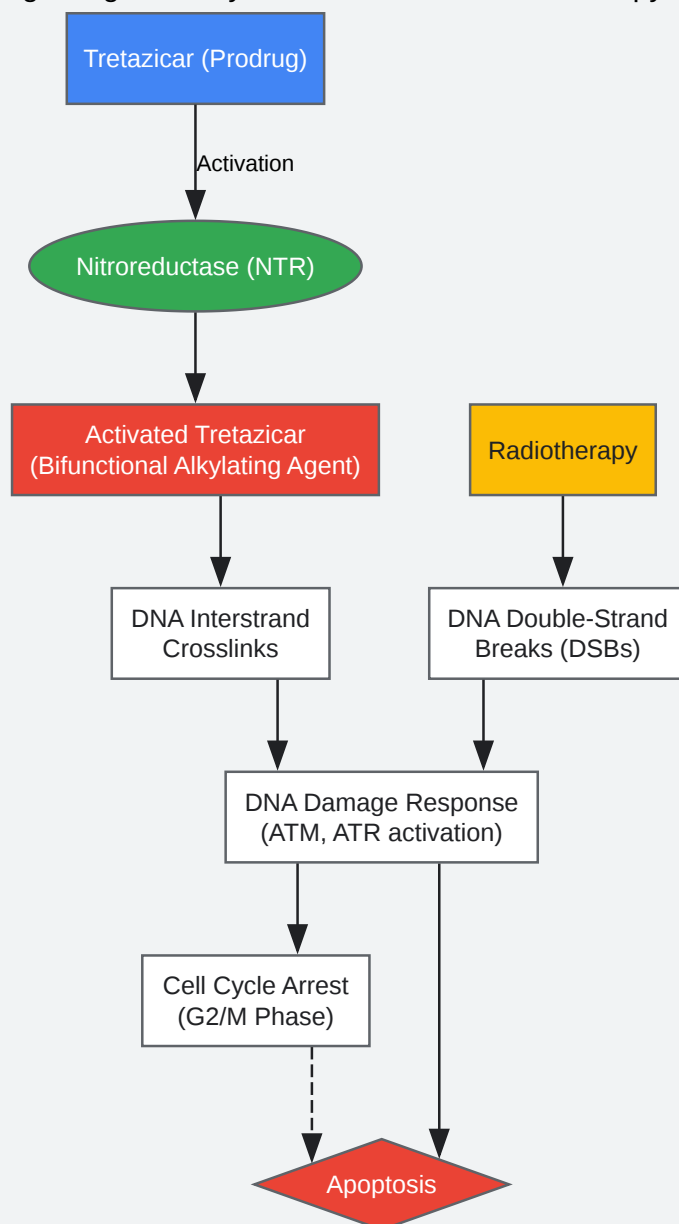 Tretazicar (Prodrug)
Activation
Nitroreductase (NTR)
Activated Tretazicar
(Bifunctional Alkylating Agent)
Radiotherapy
DNA Interstrand
Crosslinks
DNA Double-Strand
Breaks (DSBs)
DNA Damage Response
(ATM, ATR activation)
Cell Cycle Arrest
(G2/M Phase)
Apoptosis